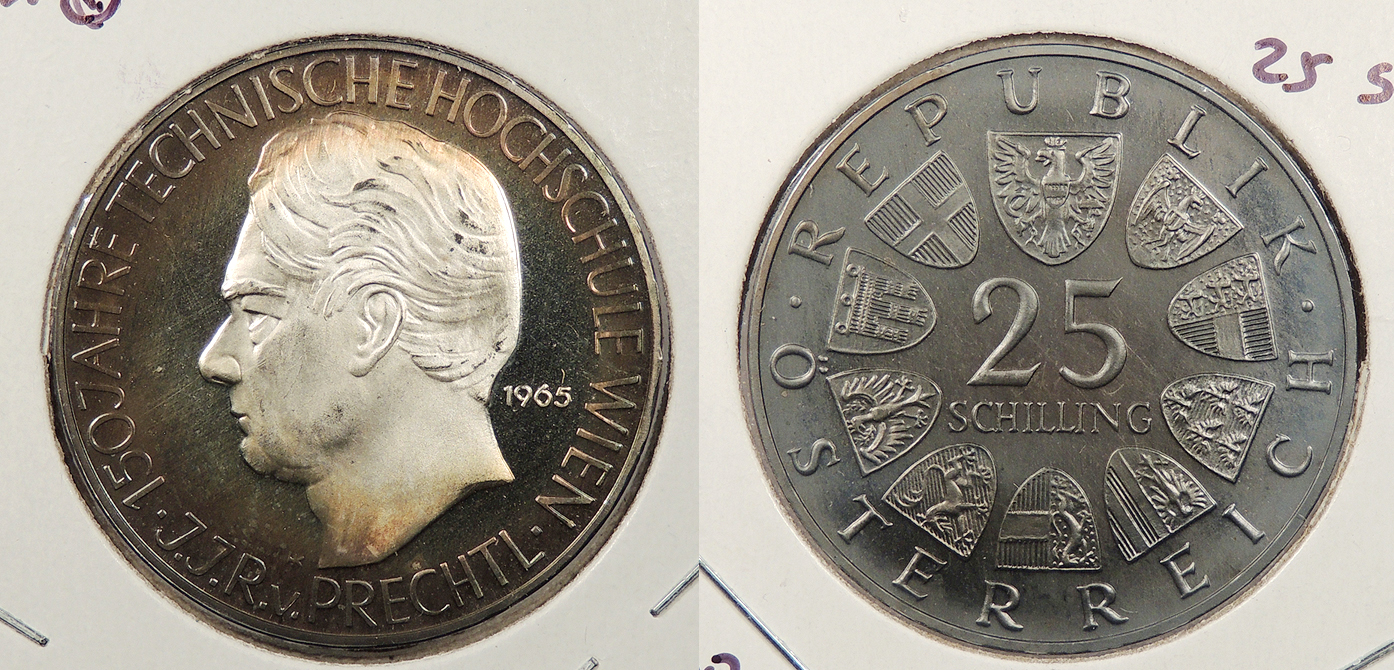 150 JAHRE TECHNISCHE HOCHSCHULE WIEN
· J.J.R.v. PRECHTL ·
1965
25 S
· REPUBLIK ·
ÖSTERREICH
25
SCHILLING